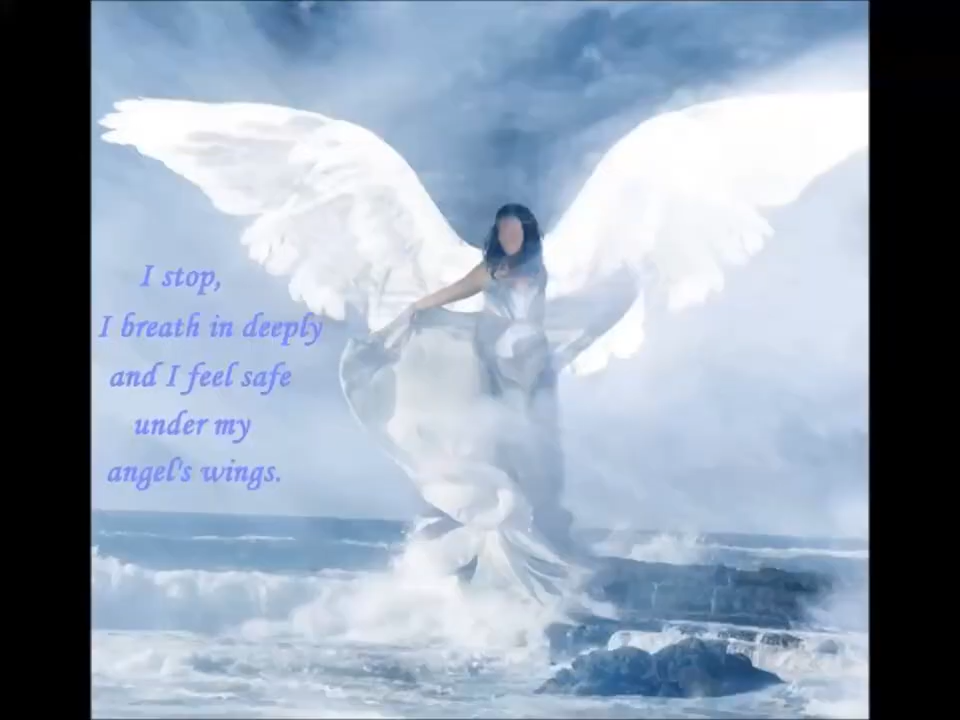 I stop,
I breath in deeply
and I feel safe
under my
angel's wings.